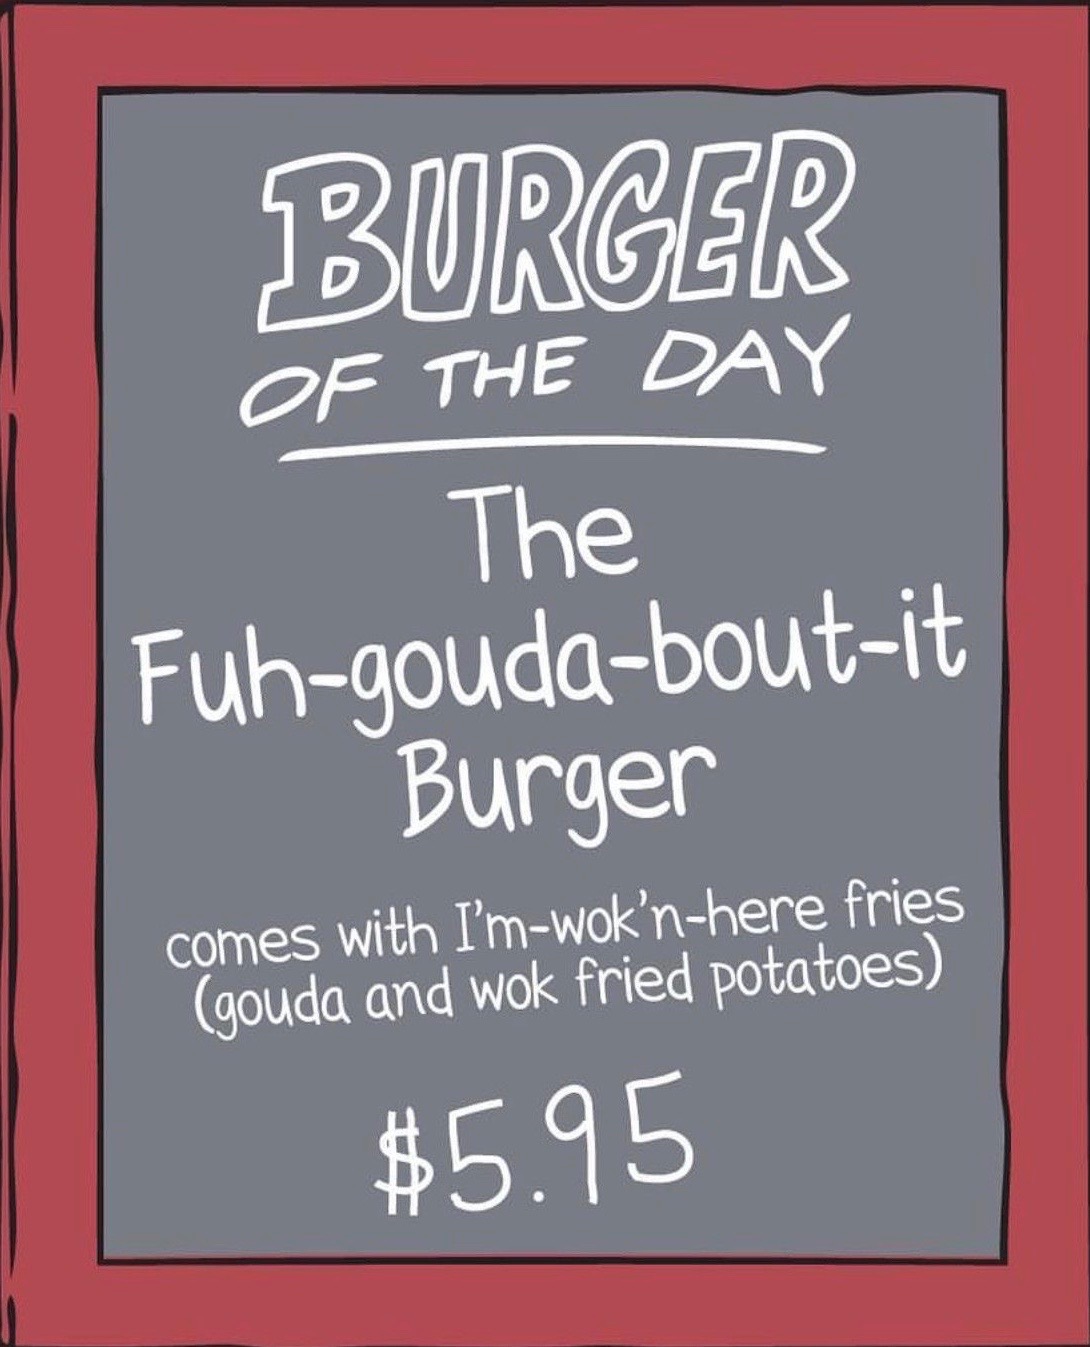 BURGER
OF THE DAY
The
Fuh-gouda-bout-it
Burger
comes with I'm-wok'n-here fries
(gouda and wok fried potatoes)
$5.95